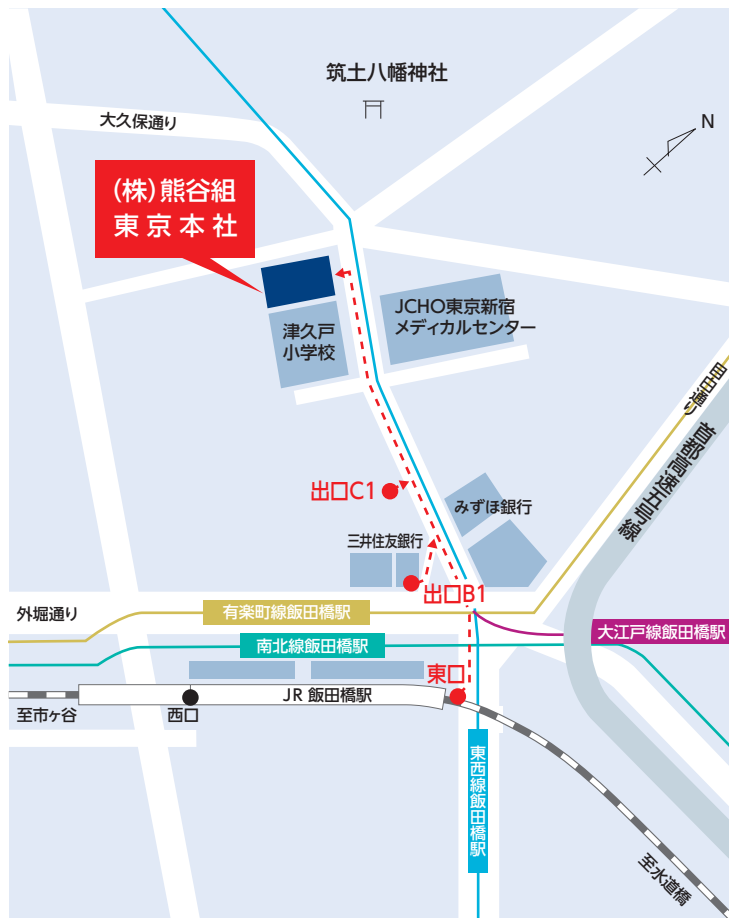 筑土八幡神社
大久保通り
N
(株)熊谷組
東京本社
JCHO東京新宿
メディカルセンター
津久戸
小学校
目白通り
首都高速五号線
出口C1
みずほ銀行
三井住友銀行
出口B1
外堀通り
有楽町線飯田橋駅
大江戸線飯田橋駅
南北線飯田橋駅
東口
JR 飯田橋駅
至市ヶ谷
西口
東西線飯田橋駅
至水道橋